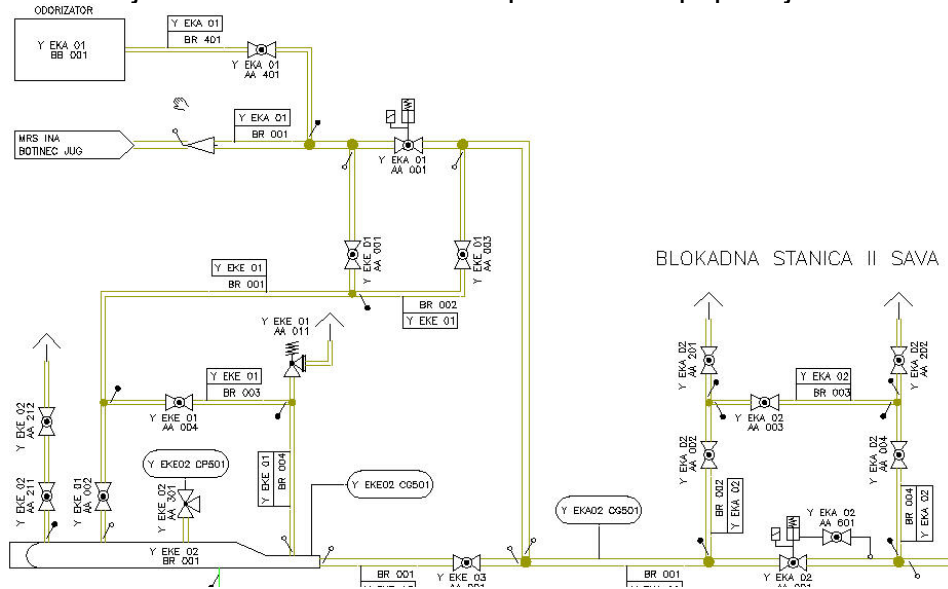 ODORIZATOR
Y EKA 01
BB 001
Y EKA 01
BR 401
Y EKA 01
AA 401
MRS INA
BOTINEC JUG
Y EKA 01
BR 001
Y EKA 01
AA 001
Y EKE 01
AA 001
Y EKE 01
AA 003
Y EKE 01
BR 001
BR 002
Y EKE 01
BLOKADNA STANICA II SAVA
Y EKE 01
AA 011
Y EKE 01
BR 003
Y EKE 01
AA 004
Y EKE 02
AA 212
Y EKE 02
AA 211
Y EKE 01
AA 002
Y EKE02 CP501
Y EKE 02
AA 301
Y EKE 01
BR 004
Y EKE02 CG501
Y EKE 02
BR 001
BR 001
Y EKE 03
Y EKA02 CG501
Y EKA 02
AA 201
Y EKA 02
AA 202
Y EKA 02
BR 003
Y EKA 02
AA 003
Y EKA 02
AA 002
Y EKA 02
AA 004
BR 002
Y EKA 02
BR 004
Y EKA 02
Y EKA 02
AA 601
BR 001
Y EKA 02